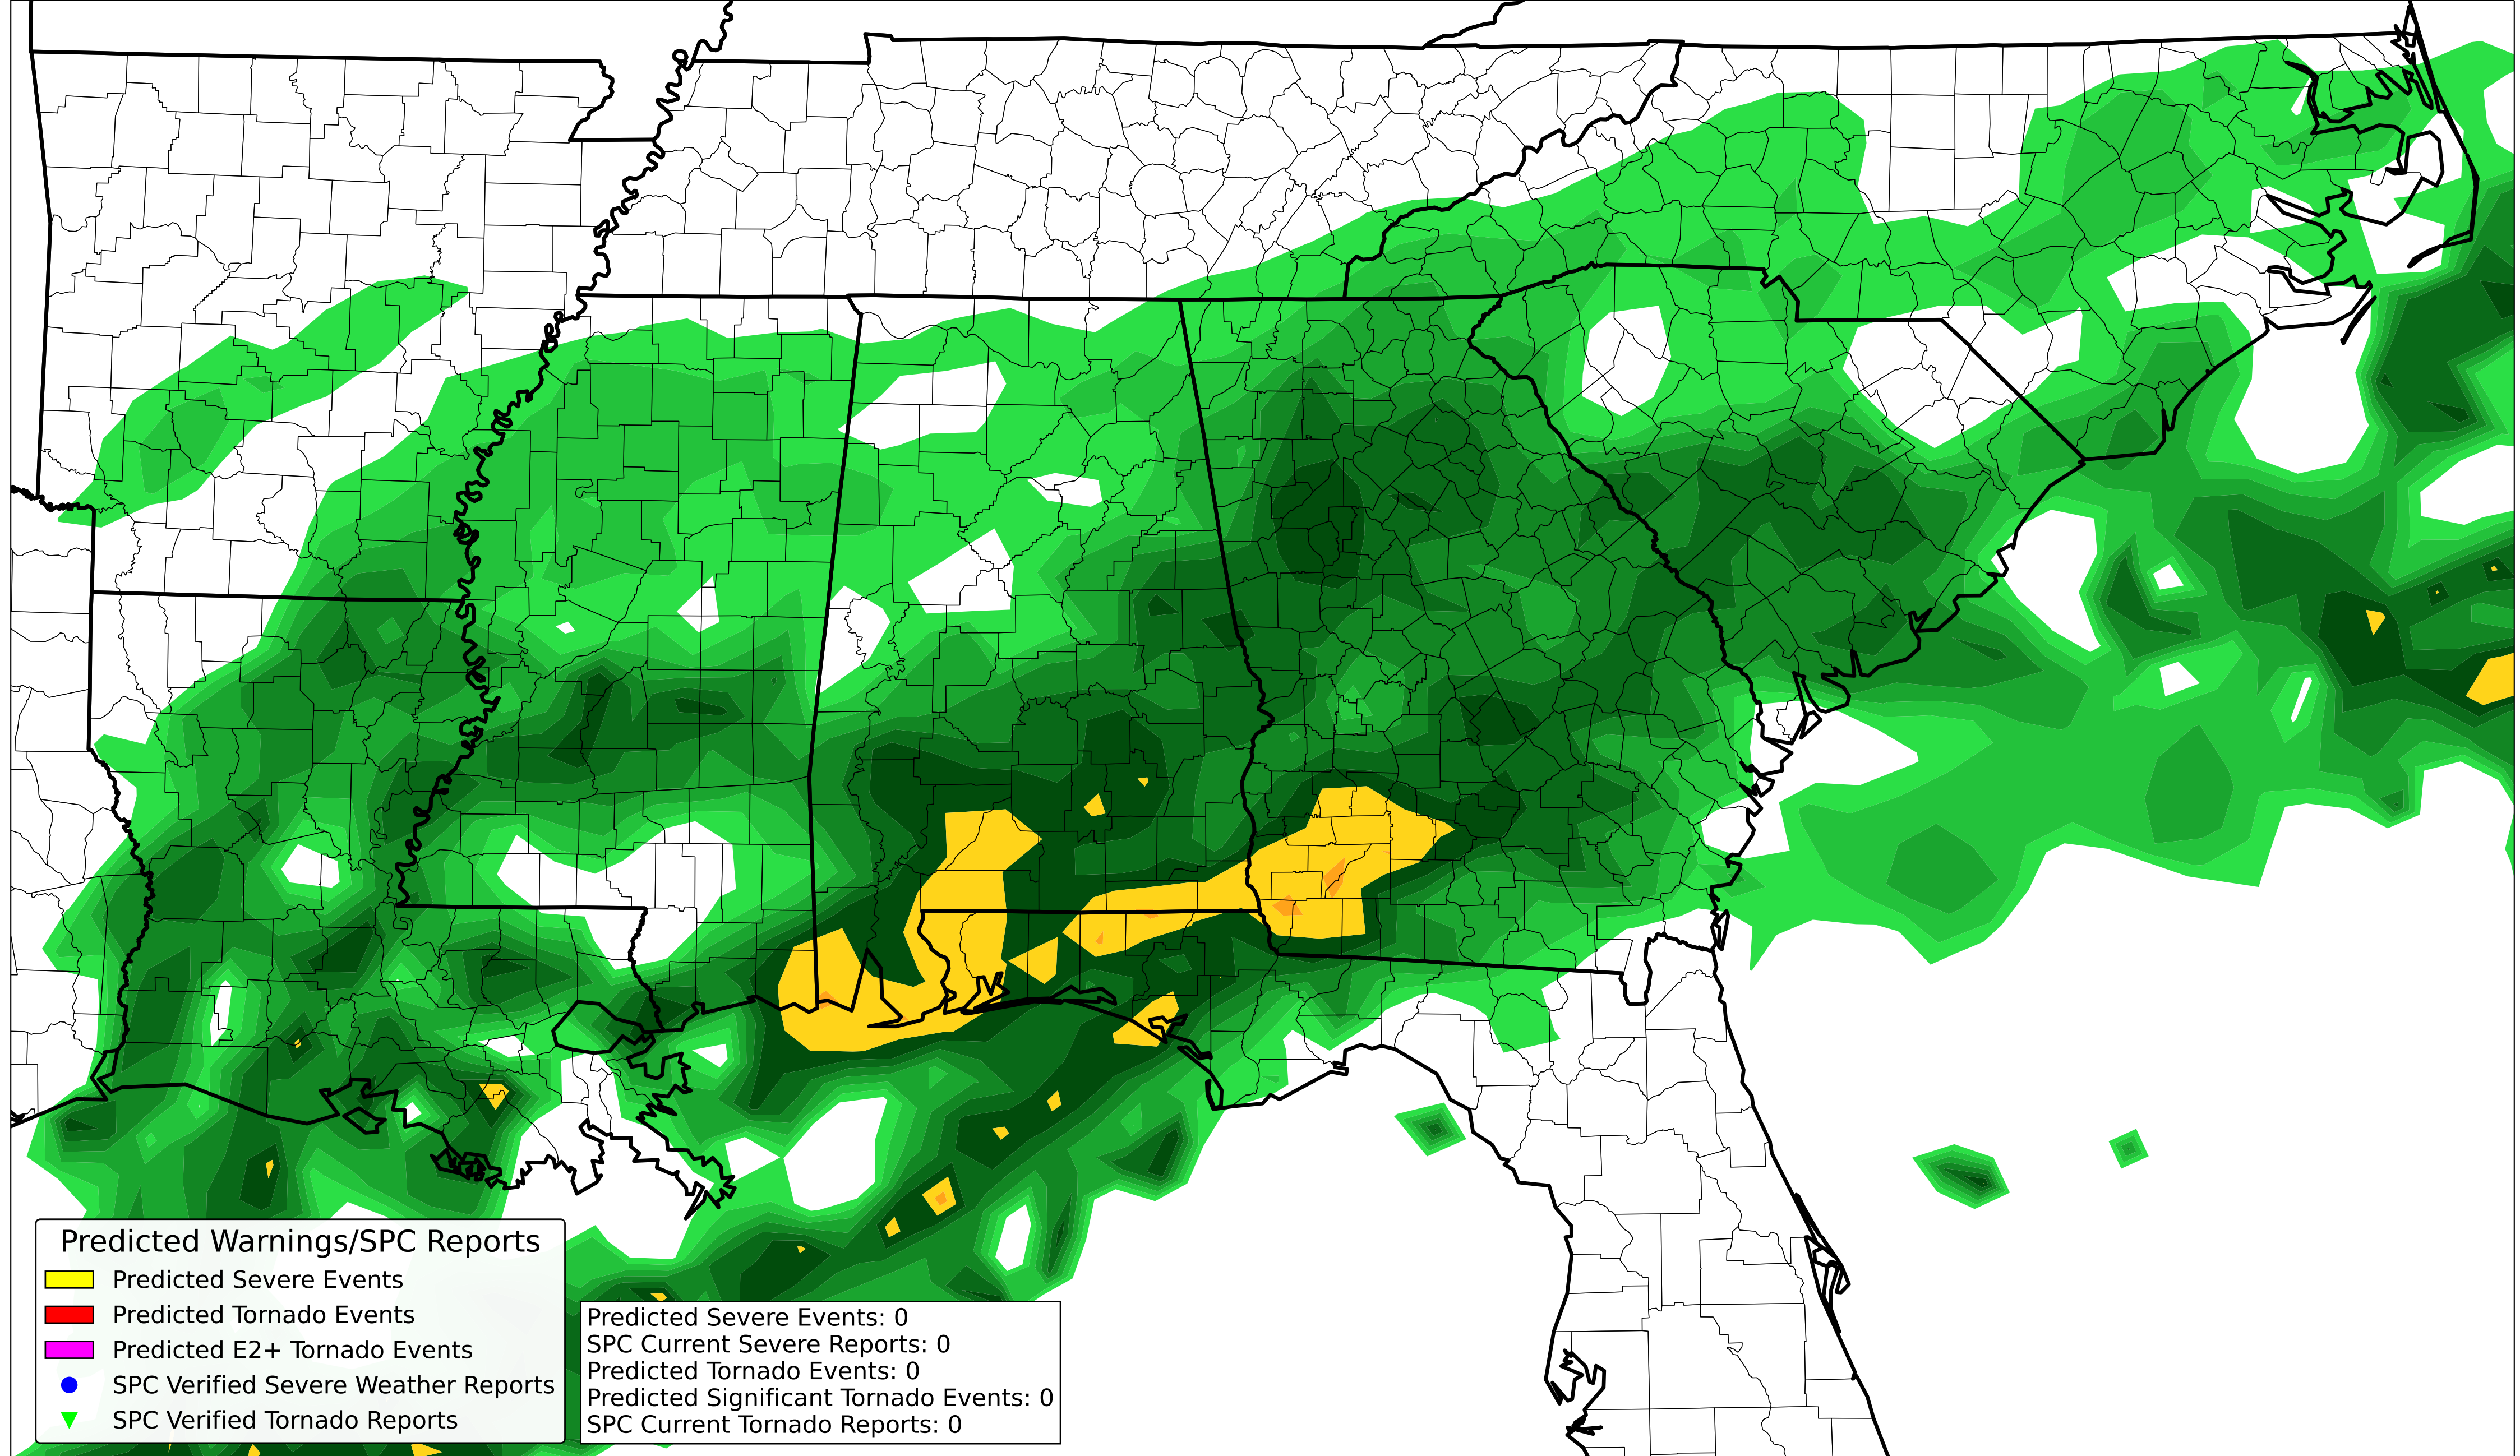 Predicted Warnings/SPC Reports
Predicted Severe Events
Predicted Tornado Events
Predicted E2+ Tornado Events
SPC Verified Severe Weather Reports
SPC Verified Tornado Reports
Predicted Severe Events: 0
SPC Current Severe Reports: 0
Predicted Tornado Events: 0
Predicted Significant Tornado Events: 0
SPC Current Tornado Reports: 0